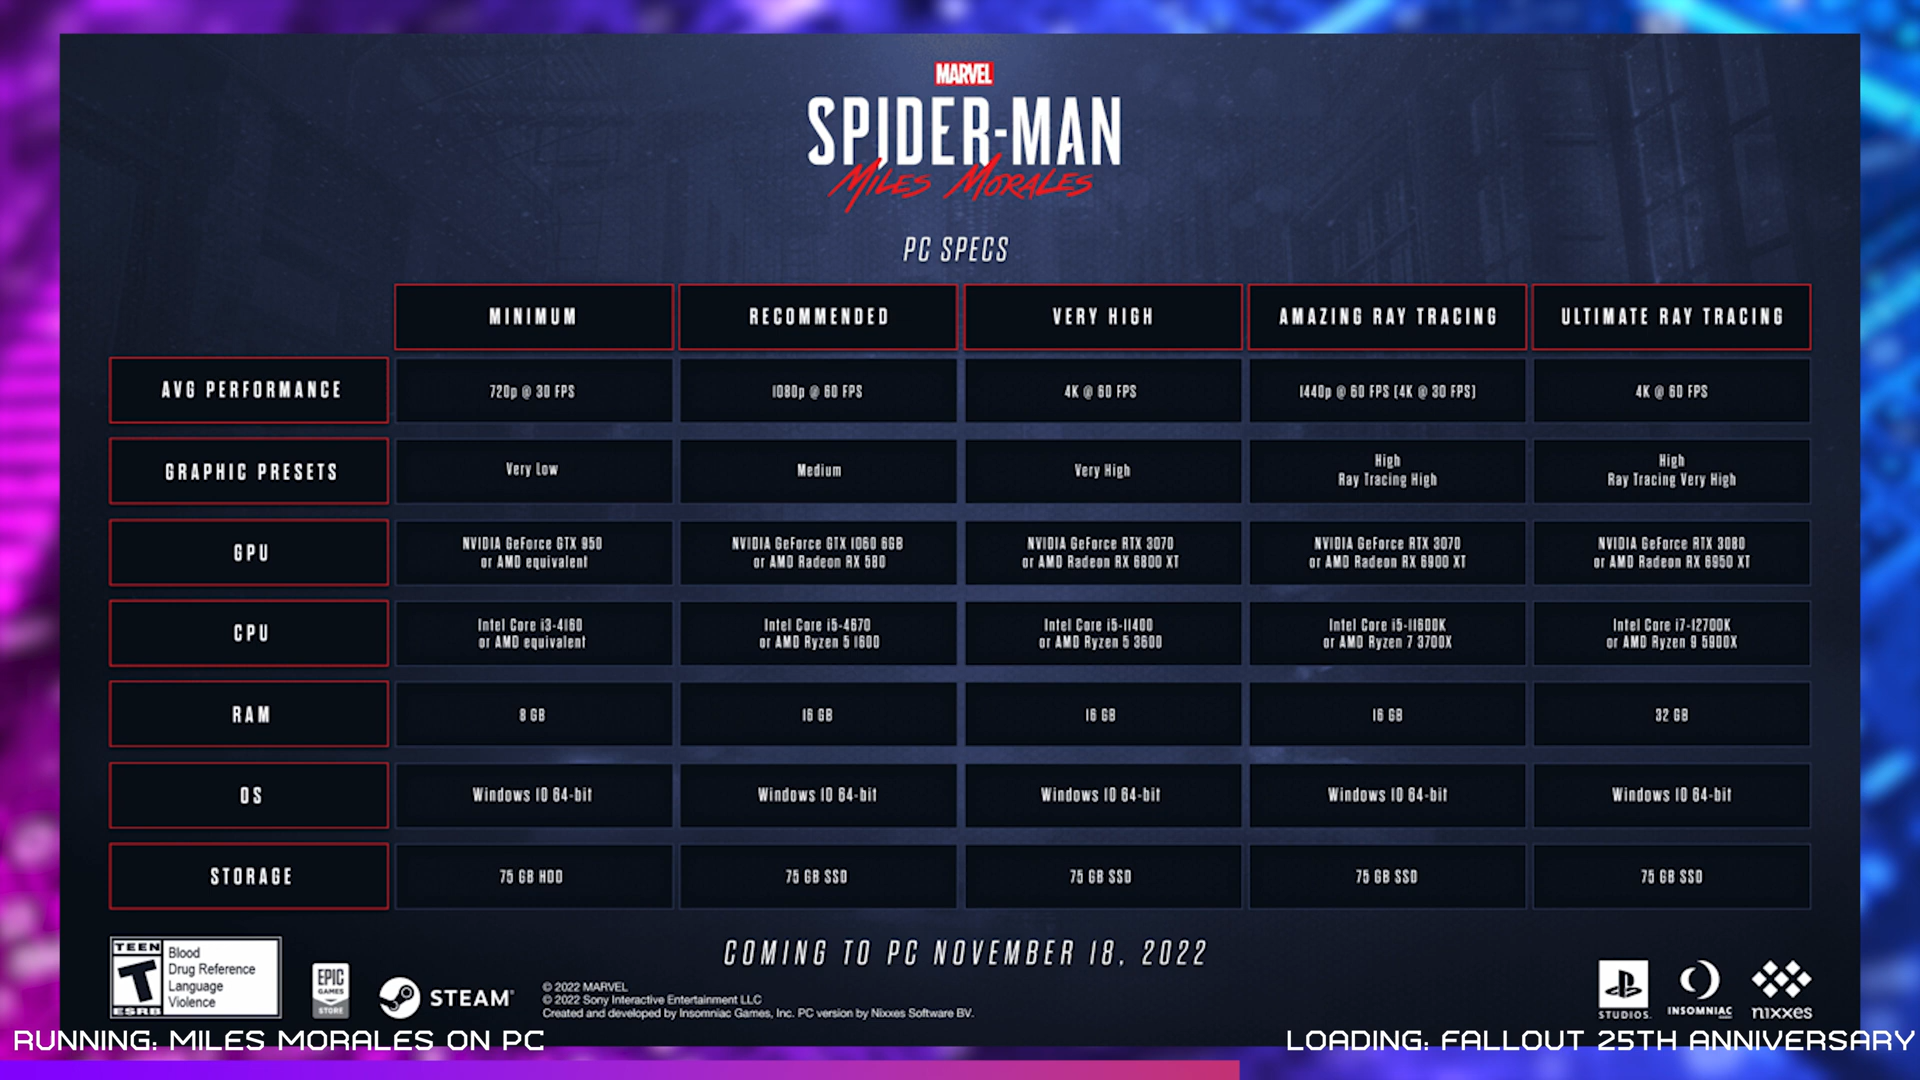 MARVEL
SPIDER-MAN
MILES MORALES
PC SPECS
MINIMUM RECOMMENDED VERY HIGH AMAZING RAY TRACING ULTIMATE RAY TRACING
AVG PERFORMANCE 720p @ 30 FPS 1080p @ 60 FPS 4K @ 60 FPS 1440p @ 60 FPS (4K @ 30 FPS) 4K @ 60 FPS
GRAPHIC PRESETS Very Low Medium Very High High Ray Tracing High High Ray Tracing Very High
GPU NVIDIA GeForce GTX 950 or AMD equivalent NVIDIA GeForce GTX 1060 6GB or AMD Radeon RX 580 NVIDIA GeForce RTX 3070 or AMD Radeon RX 6800 XT NVIDIA GeForce RTX 3070 or AMD Radeon RX 6900 XT NVIDIA GeForce RTX 3080 or AMD Radeon RX 6950 XT
CPU Intel Core i3-4160 or AMD equivalent Intel Core i5-4670 or AMD Ryzen 5 1600 Intel Core i5-11400 or AMD Ryzen 5 3600 Intel Core i5-11600K or AMD Ryzen 7 3700X Intel Core i7-12700K or AMD Ryzen 9 5900X
RAM 8 GB 16 GB 16 GB 16 GB 32 GB
OS Windows 10 64-bit Windows 10 64-bit Windows 10 64-bit Windows 10 64-bit Windows 10 64-bit
STORAGE 75 GB HDD 75 GB SSD 75 GB SSD 75 GB SSD 75 GB SSD
COMING TO PC NOVEMBER 18, 2022
TEEN
T
ESRB
Blood
Drug Reference
Language
Violence
EPIC
GAMES
STORE
STEAM
© 2022 MARVEL
© 2022 Sony Interactive Entertainment LLC
Created and developed by Insomniac Games, Inc. PC version by Nixxes Software BV.
STUDIOS.
INSOMNIAC
nixxes
RUNNING: MILES MORALES ON PC
LOADING: FALLOUT 25TH ANNIVERSARY